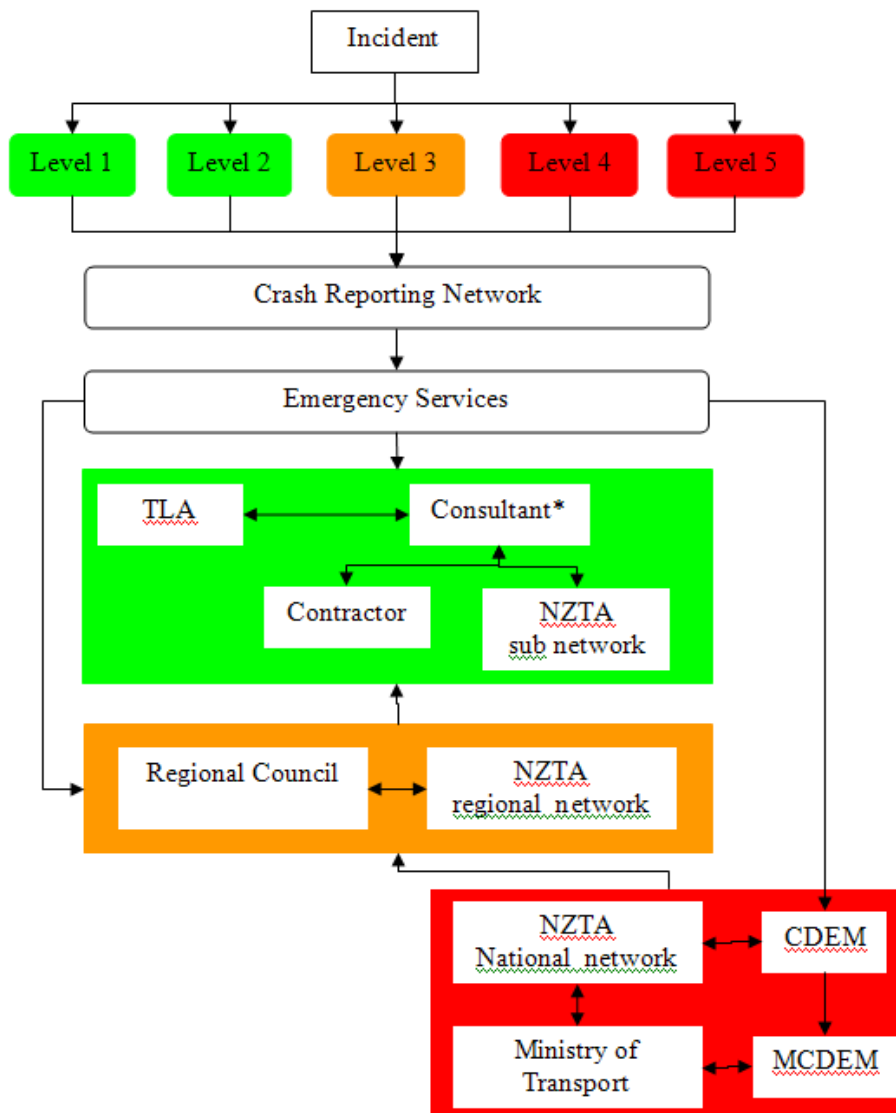 Incident
Level 1
Level 2
Level 3
Level 4
Level 5
Crash Reporting Network
Emergency Services
TLA
Consultant*
Contractor
NZTA
sub network
Regional Council
NZTA
regional network
NZTA
National network
CDEM
Ministry of
Transport
MCDEM